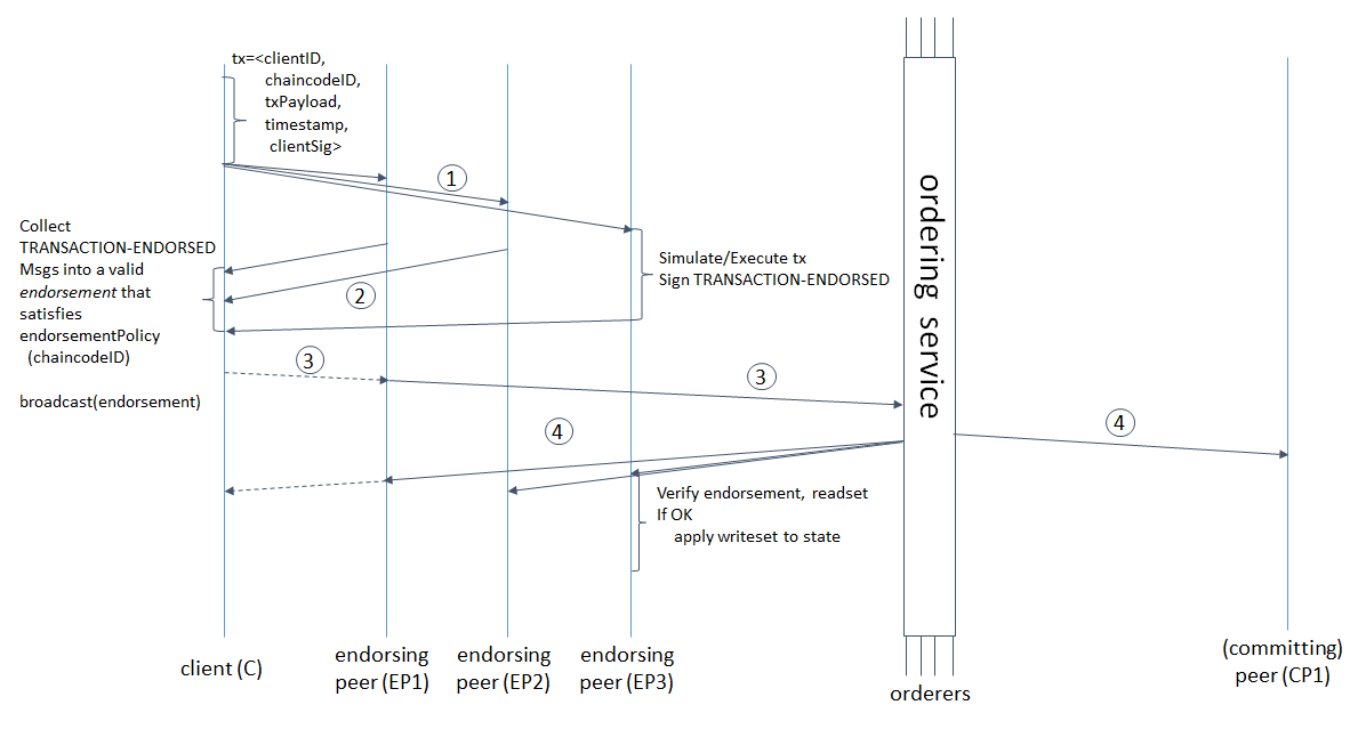 tx=<clientID,
chaincodeID,
txPayload,
timestamp,
clientSig>
1
Collect
TRANSACTION-ENDORSED
Msgs into a valid
endorsement that
satisfies
endorsementPolicy
(chaincodeID)
2
Simulate/Execute tx
Sign TRANSACTION-ENDORSED
3
3
broadcast(endorsement)
4
4
ordering service
Verify endorsement, readset
If OK
apply writeset to state
client (C)
endorsing
peer (EP1)
endorsing
peer (EP2)
endorsing
peer (EP3)
orderers
(committing)
peer (CP1)